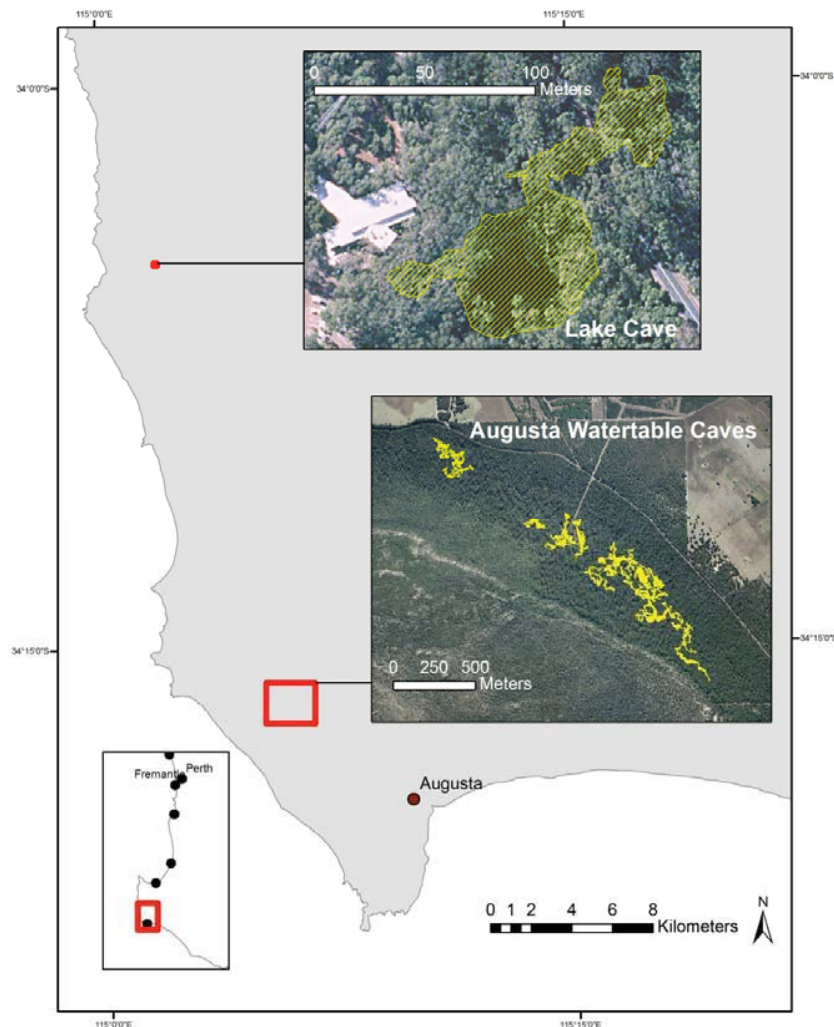 115°0'0"E 115°15'0"E
34°0'0"S 34°0'0"S
0 50 100
Meters
Lake Cave
Augusta Watertable Caves
34°15'0"S 34°15'0"S
0 250 500
Meters
Fremantle Perth
Augusta
N
0 1 2 4 6 8
Kilometers
115°0'0"E 115°15'0"E